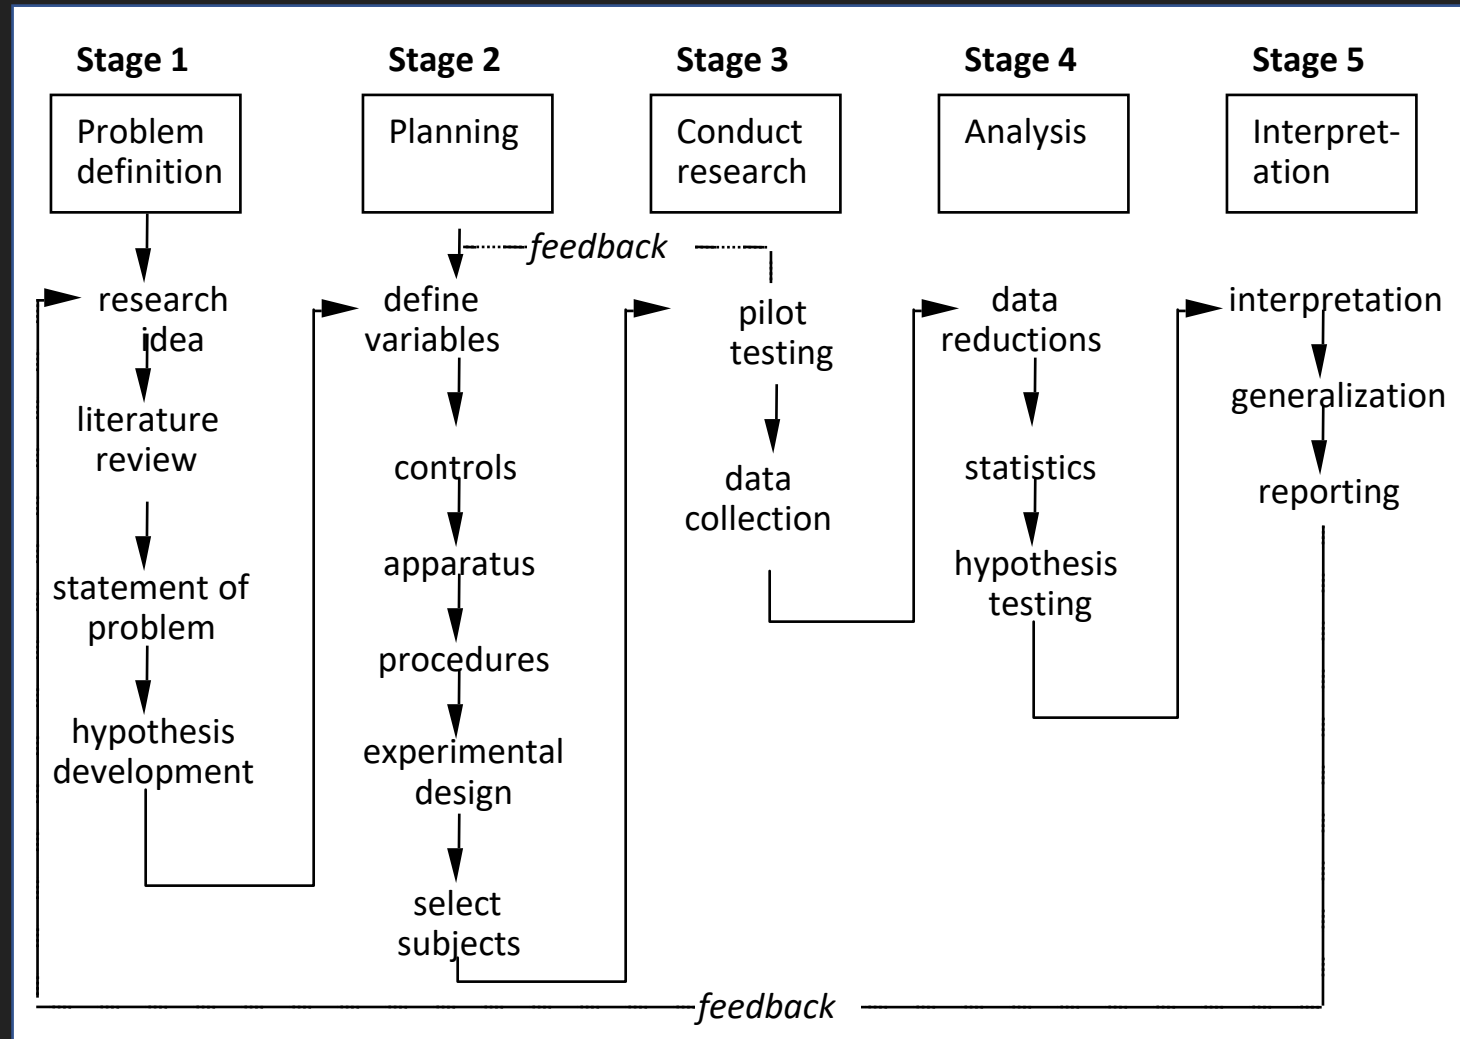 Stage 1
Problem
definition
research
idea
literature
review
statement of
problem
hypothesis
development
Stage 2
Planning
define
variables
controls
apparatus
procedures
experimental
design
select
subjects
feedback
Stage 3
Conduct
research
pilot
testing
data
collection
Stage 4
Analysis
data
reductions
statistics
hypothesis
testing
Stage 5
Interpret-
ation
interpretation
generalization
reporting
feedback